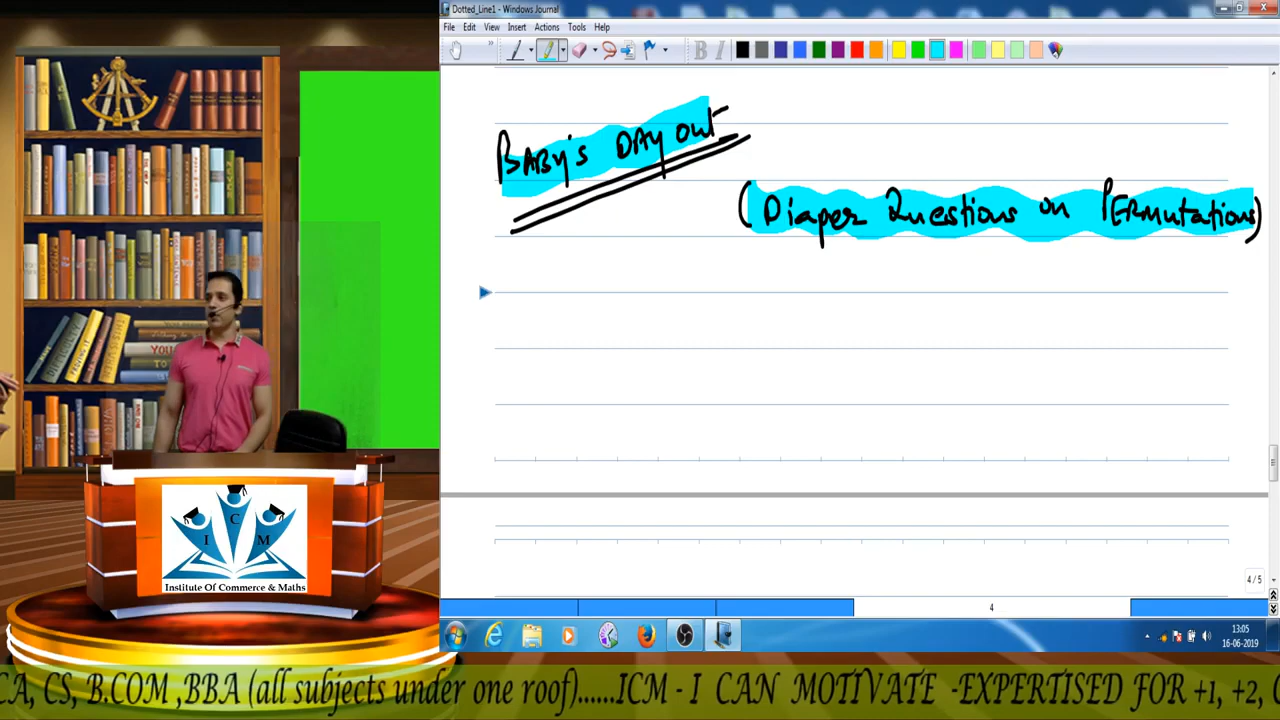 Dotted_Line1 - Windows Journal
File Edit View Insert Actions Tools Help
BABY'S DAY OUT
(Diaper Questions on PERMutations)
I C M
Institute Of Commerce & Maths
4/5
4
13:05
16-06-2019
CA, CS, B.COM ,BBA (all subjects under one roof)......ICM - I CAN MOTIVATE -EXPERTISED FOR +1, +2,